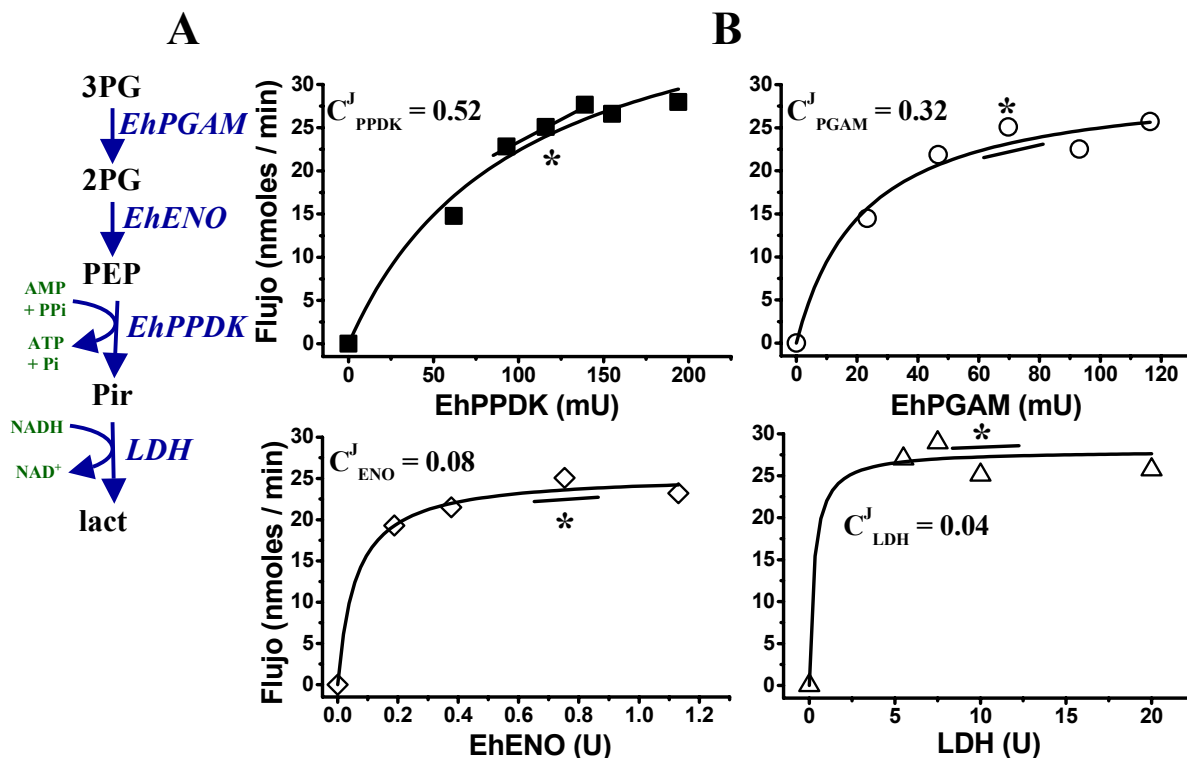 A
B
3PG
EhPGAM
2PG
EhENO
PEP
AMP
+ PPi
EhPPDK
ATP
+ Pi
Pir
NADH
LDH
NAD+
lact
Flujo (nmoles / min)
30
25
20
15
10
5
0
C^J_PPDK = 0.52
*
0 50 100 150 200
EhPPDK (mU)
30
25
20
15
10
5
0
C^J_PGAM = 0.32
*
0 20 40 60 80 100 120
EhPGAM (mU)
Flujo (nmoles / min)
30
25
20
15
10
5
0
C^J_ENO = 0.08
*
0.0 0.2 0.4 0.6 0.8 1.0 1.2
EhENO (U)
30
25
20
15
10
5
0
*
C^J_LDH = 0.04
0 5 10 15 20
LDH (U)